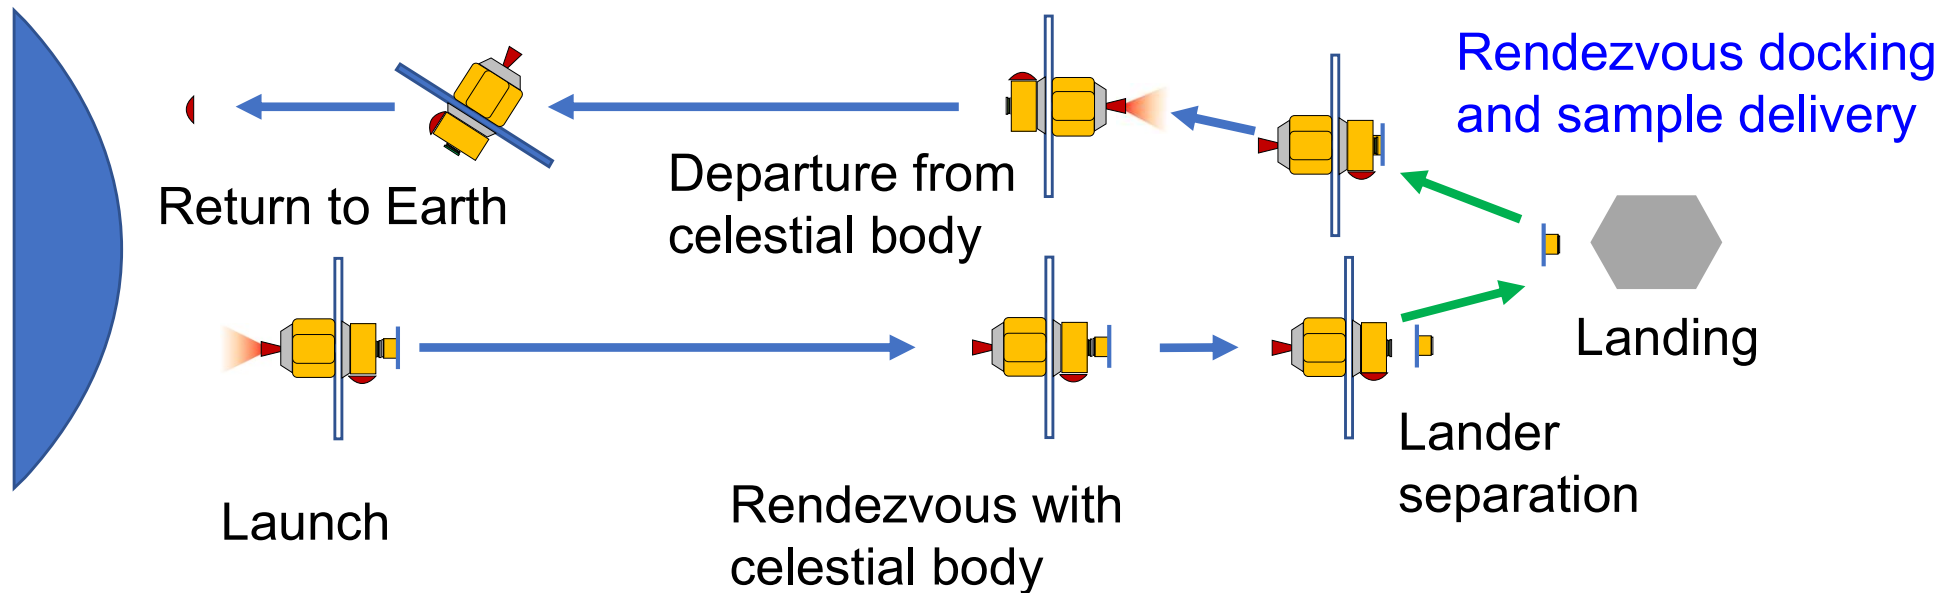 Rendezvous docking
and sample delivery
Departure from
celestial body
Return to Earth
Landing
Lander
separation
Rendezvous with
celestial body
Launch